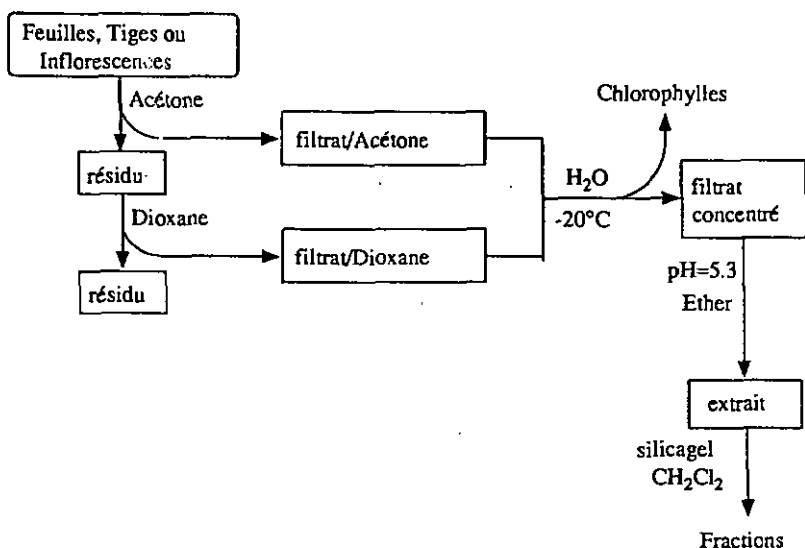 Feuilles, Tiges ou
Inflorescences
Acétone
filtrat/Acétone
résidu
Dioxane
filtrat/Dioxane
résidu
Chlorophylles
H₂O
-20°C
filtrat
concentré
pH=5.3
Ether
extrait
silicagel
CH₂Cl₂
Fractions